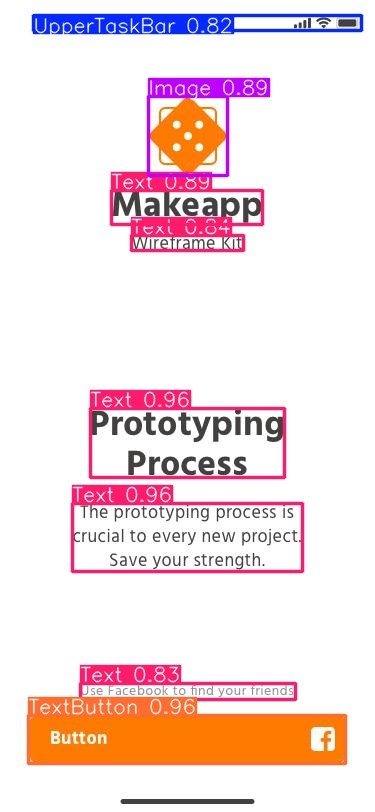 UpperTaskBar 0.82
Image 0.89
Text 0.89
Makeapp
Text 0.84
Wireframe Kit
Text 0.96
Prototyping
Process
Text 0.96
The prototyping process is
crucial to every new project.
Save your strength.
Text 0.83
Use Facebook to find your friends
TextButton 0.96
Button